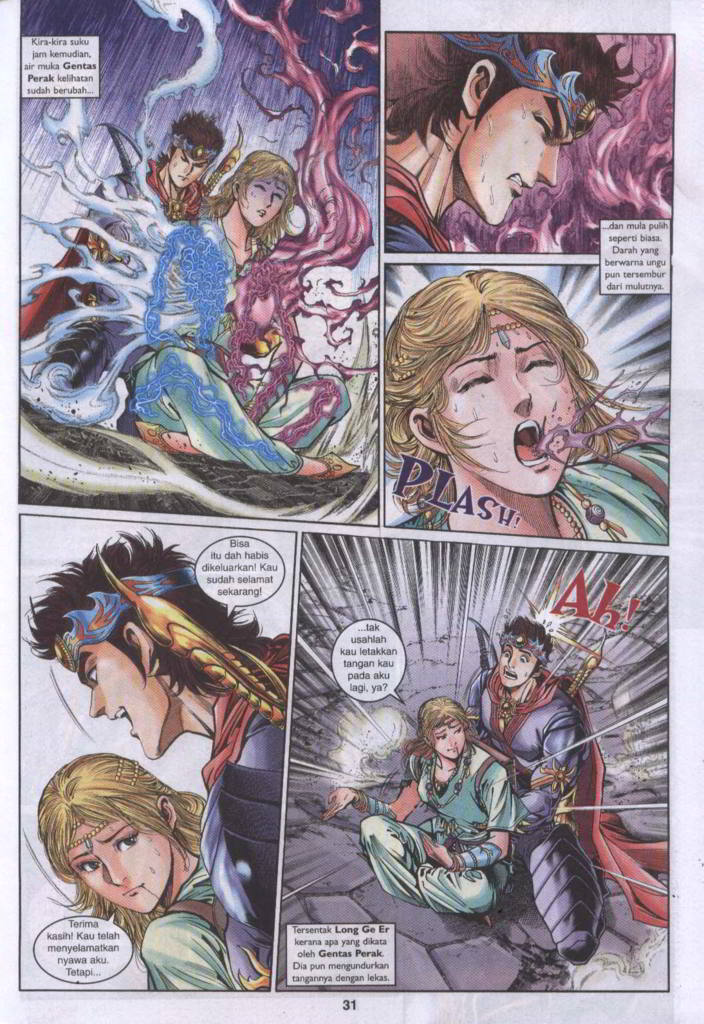 Kira-kira suku
jam kemudian,
air muka Gentas
Perak kelihatan
sudah berubah...
...dan mula pulih
seperti biasa.
Darah yang
berwarna ungu
pun tersembur
dari mulutnya.
PLASH!
Bisa
itu dah habis
dikeluarkan! Kau
sudah selamat
sekarang!
Terima
kasih! Kau telah
menyelamatkan
nyawa aku.
Tetapi...
...tak
usahlah
kau letakkan
tangan kau
pada aku
lagi, ya?
Ah!
Tersentak Long Ge Er
kerana apa yang dikata
oleh Gentas Perak.
Dia pun mengundurkan
tangannya dengan lekas.
31